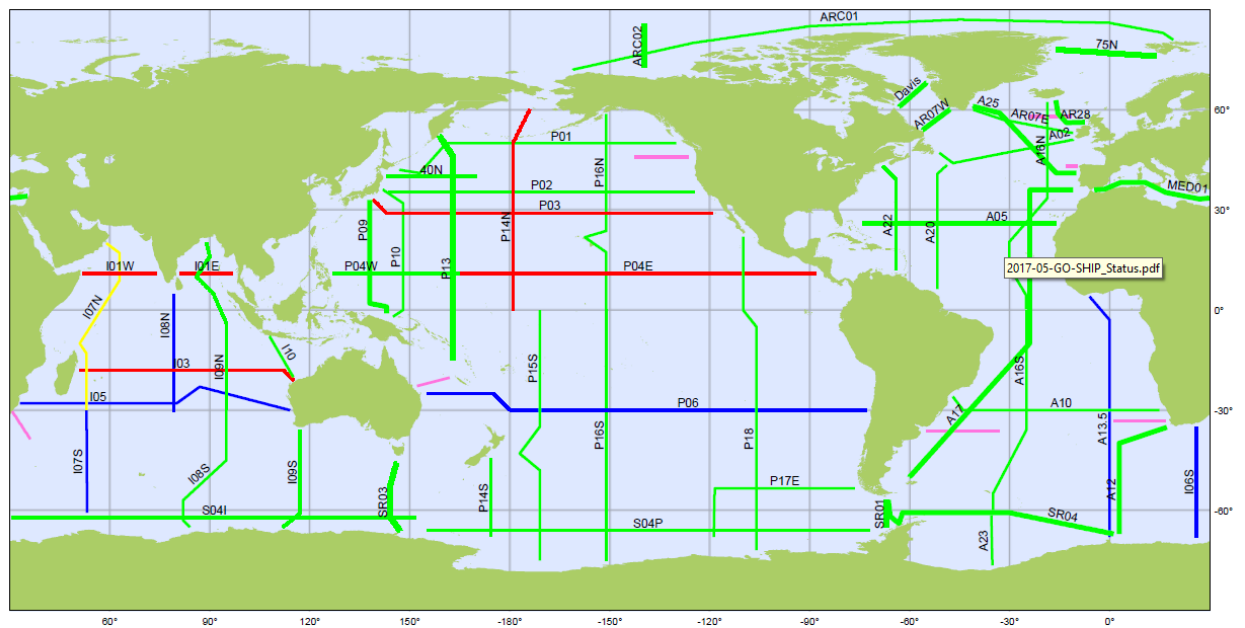 ARC01
ARC02
75N
Davis
AR07W
A25
AR07E
AR28
A02
A16N
60°
P01
40N
P16N
P02
MED01
30°
P03
P09
P10
P14N
A22
A20
A05
P13
I01W
I01E
P04W
P04E
2017-05-GO-SHIP_Status.pdf
I07N
I08N
0°
I09N
I10
I03
P15S
A16S
I05
P06
A17
A10
-30°
P16S
P18
A13.5
I07S
I08S
I09S
SR03
P14S
P17E
A12
I06S
S04I
S04P
SR01
SR04
-60°
A23
60°
90°
120°
150°
-180°
-150°
-120°
-90°
-60°
-30°
0°